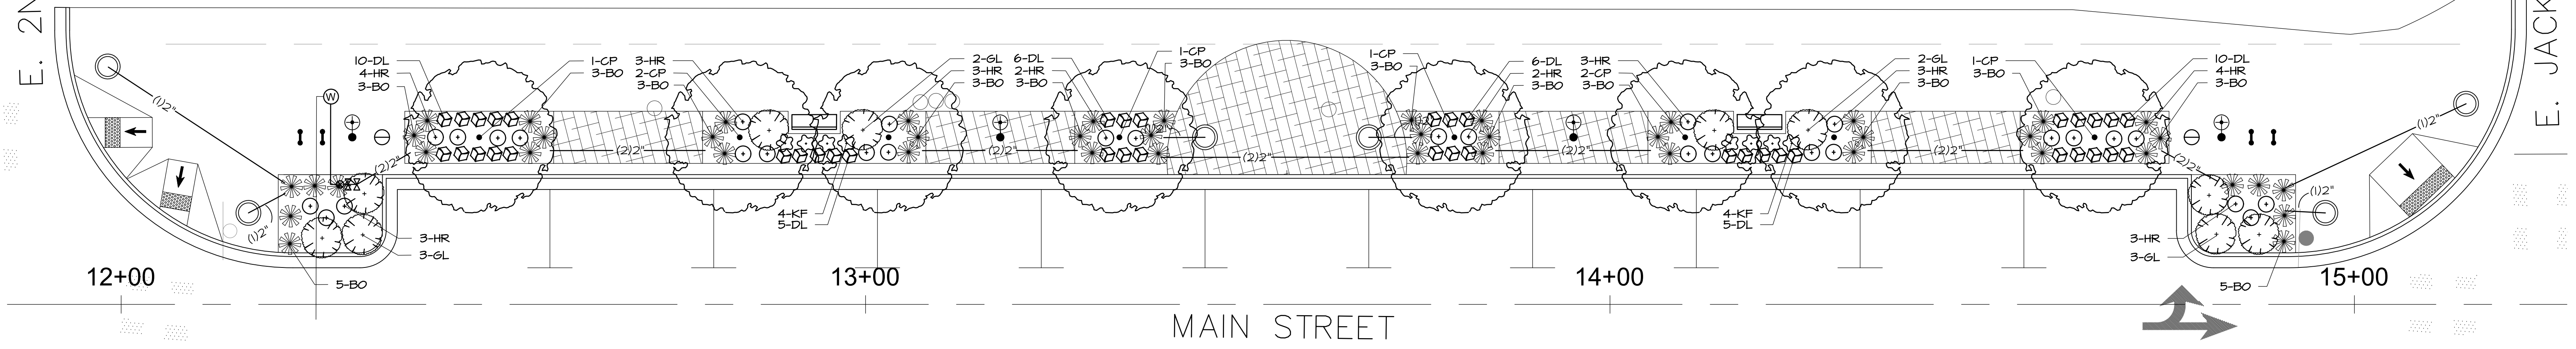 E. 2N
E. JACK
10-DL
4-HR
3-BO
1-CP
3-BO
3-HR
2-CP
3-BO
2-GL
3-HR
3-BO
6-DL
2-HR
3-BO
1-CP
3-BO
1-CP
3-BO
6-DL
2-HR
3-BO
3-HR
2-CP
3-BO
2-GL
3-HR
3-BO
1-CP
3-BO
10-DL
4-HR
3-BO
(1)2"
W
(2)2"
(2)2"
(2)2"
(2)2"
(2)2"
(2)2"
(2)2"
(1)2"
(2)2"
(1)2"
(1)2"
4-KF
5-DL
4-KF
5-DL
3-HR
3-GL
5-BO
3-HR
3-GL
5-BO
12+00
13+00
14+00
15+00
MAIN STREET